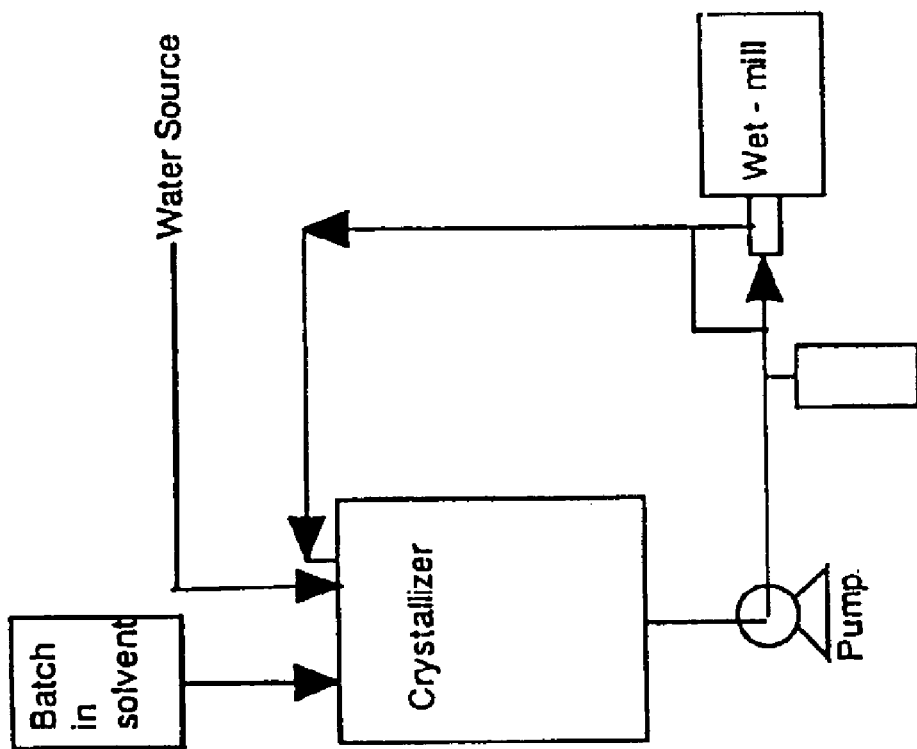 Batch
in
solvent
Water Source
Crystallizer
Pump
Wet - mill